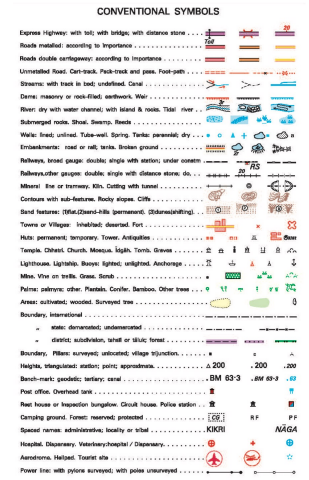 CONVENTIONAL SYMBOLS
Express Highway: with toll; with bridge; with distance stone
Toll 20
Roads metalled: according to importance
Roads double carriageway: according to importance
Unmetalled Road. Cart-track. Pack-track and pass. Foot-path
Streams: with track in bed; undefined. Canal
Dams: masonry or rock-filled; earthwork. Weir
River: dry with water channel; with island & rocks. Tidal river
Submerged rocks. Shoal. Swamp. Reeds
Wells: lined; unlined. Tube-well. Spring. Tanks: perennial; dry
Embankments: road or rail; tanks. Broken ground
Railways, broad gauge: double; single with station; under constrn
RS
Railways,other gauges: double; single with distance stone; do.
20
Mineral line or tramway. Kiln. Cutting with tunnel
Contours with sub-features. Rocky slopes. Cliffs
Sand features: (1)flat.(2)sand-hills (permanent). (3)dunes(shifting).
Towns or Villages: inhabited; deserted. Fort
Huts: permanent; temporary. Tower. Antiquities
Temple. Chhatri. Church. Mosque. Īdgāh. Tomb. Graves
Lighthouse. Lightship. Buoys: lighted; unlighted. Anchorage
Mine. Vine on trellis. Grass. Scrub
Palms: palmyra; other. Plantain. Conifer. Bamboo. Other trees
Areas: cultivated; wooded. Surveyed tree
Boundary, international
" state: demarcated; undemarcated
" district; subdivision, tahsil or tāluk; forest
Boundary, Pillars: surveyed; unlocated; village trijunction.
Heights, triangulated: station; point; approximate.
200 .200 .200
Bench-mark: geodetic; tertiary; canal
.BM 63·3 .BM 63·3 .63
Post office. Overhead tank
Rest house or Inspection bungalow. Circuit house. Police station
Camping ground. Forest: reserved; protected
CG RF PF
Spaced names: administrative; locality or tribal
KIKRI NĀGA
Hospital. Dispensary. Veterinary:hospital / Dispensary.
Aerodrome. Helipad. Tourist site
Power line: with pylons surveyed; with poles unsurveyed